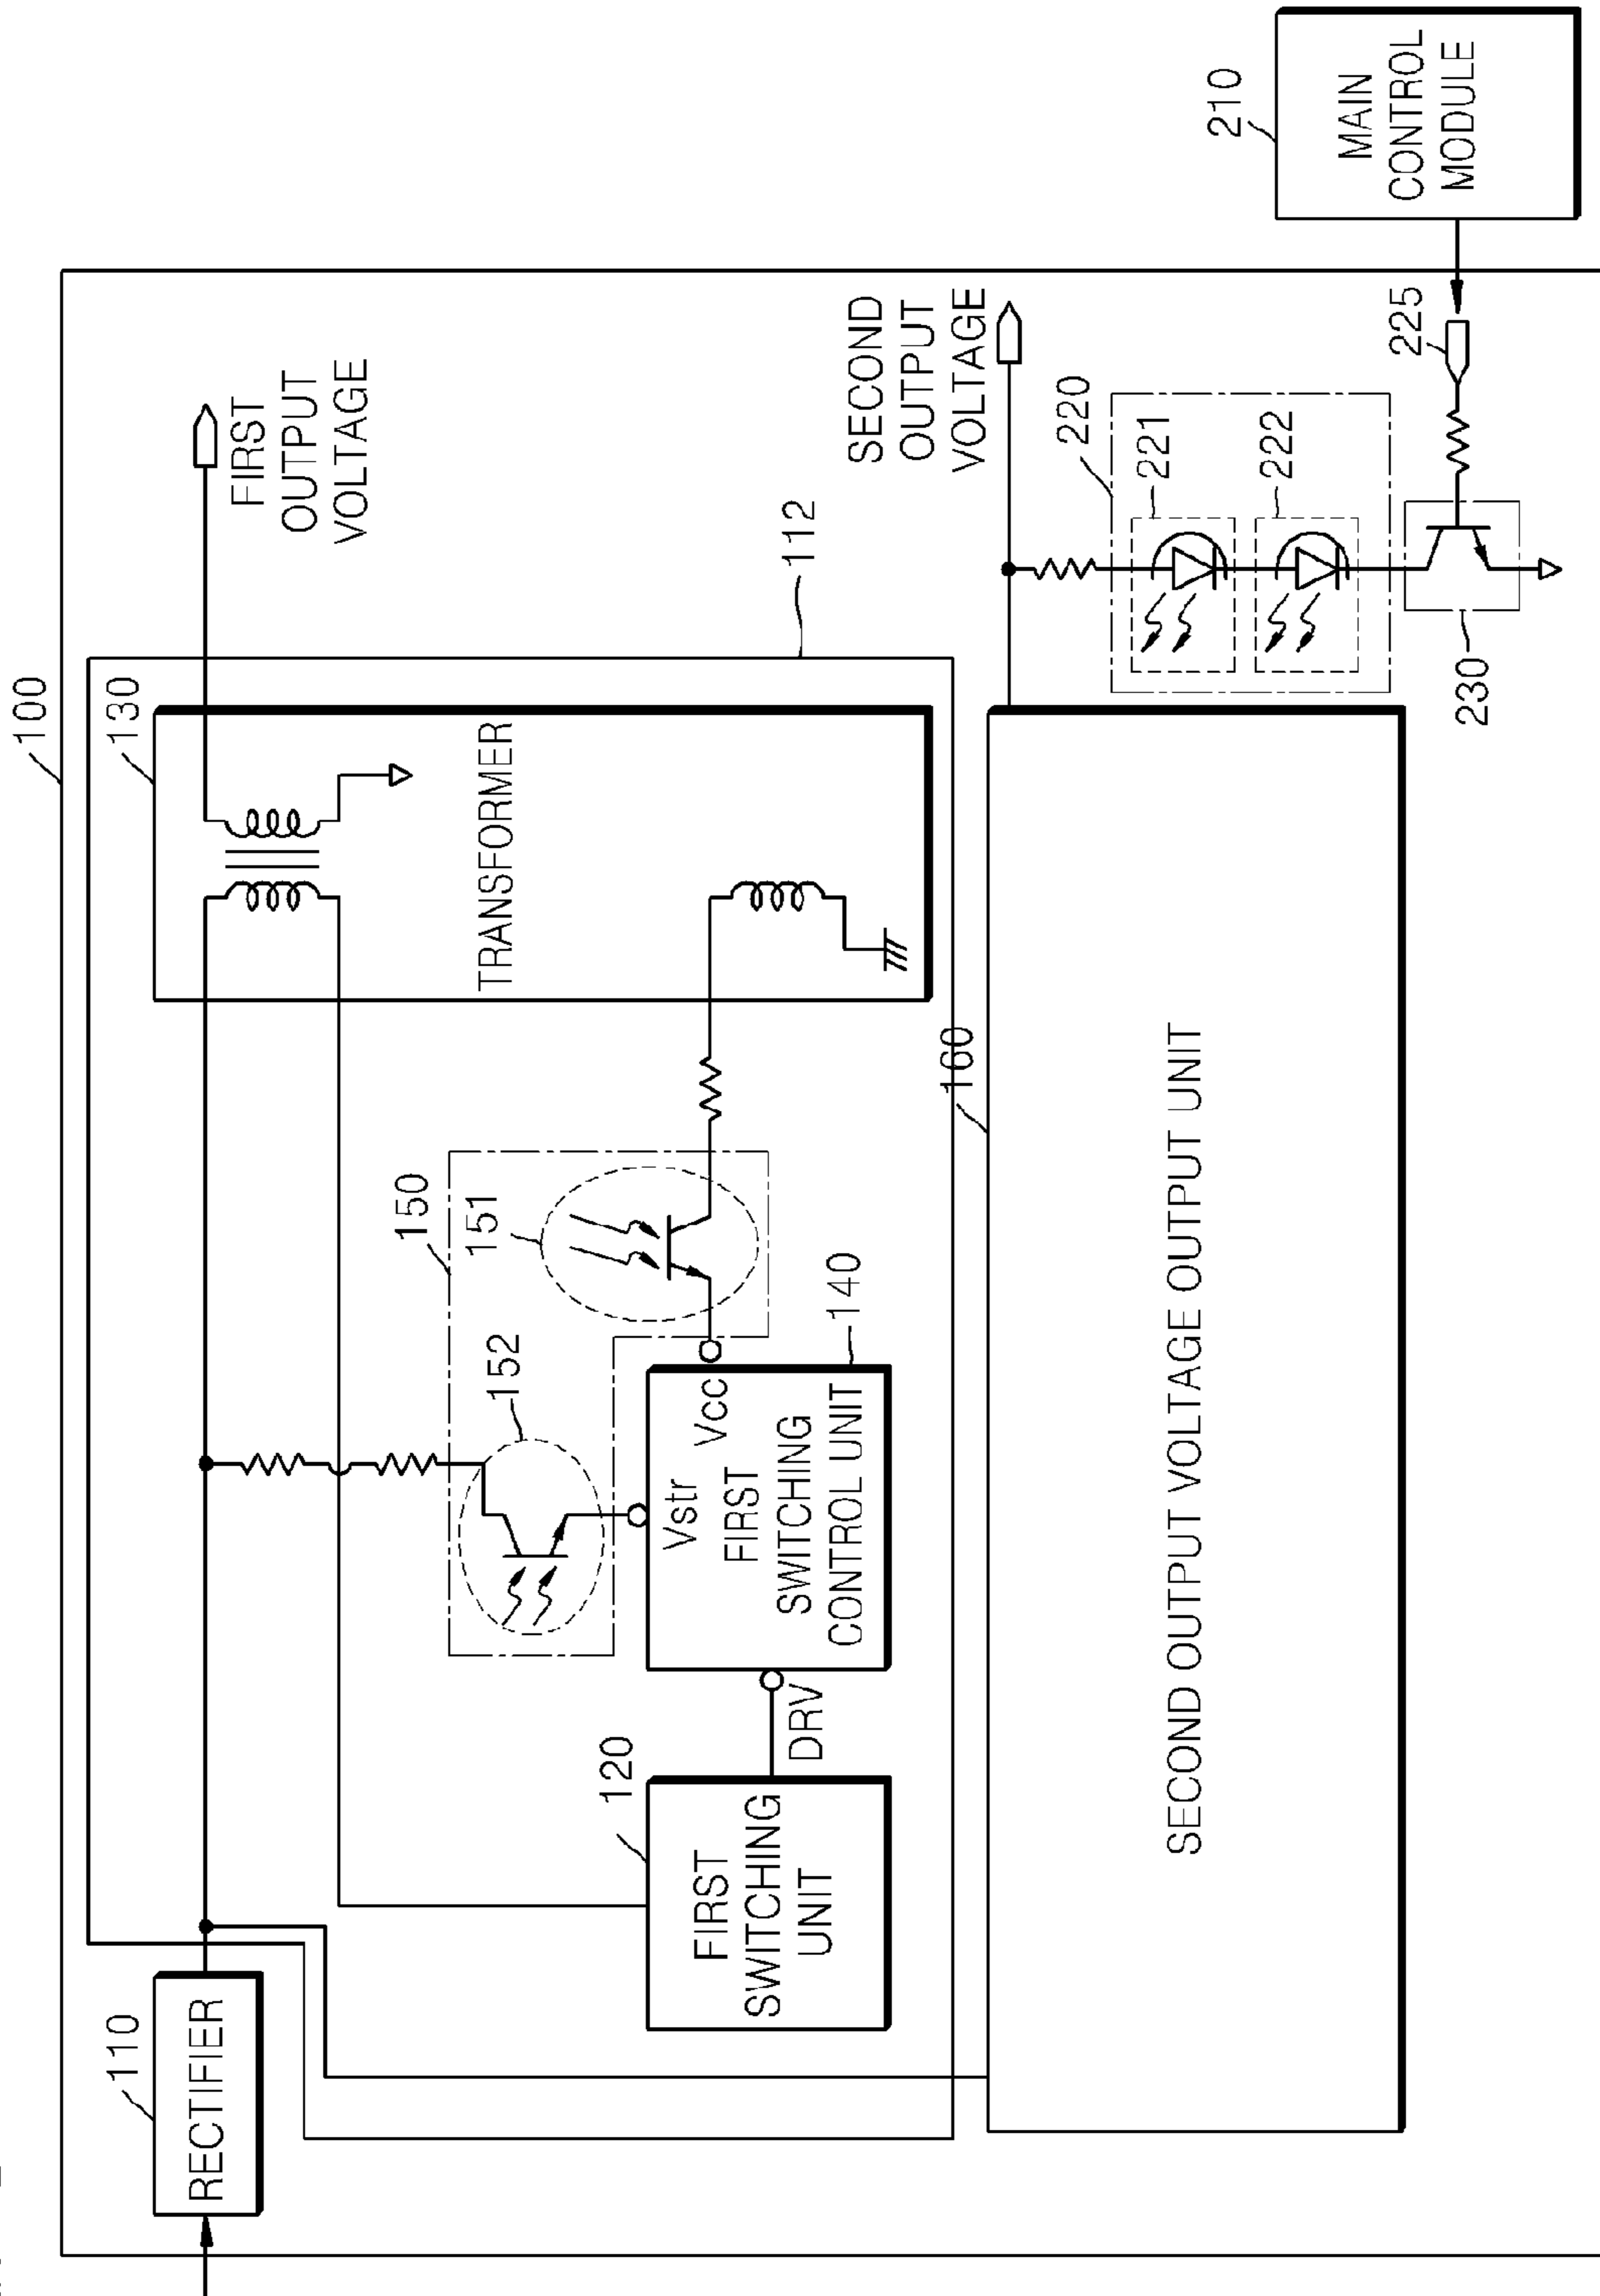 100
110
RECTIFIER
130
TRANSFORMER
FIRST
OUTPUT
VOLTAGE
112
150
151
152
Vstr
Vcc
FIRST
SWITCHING
CONTROL UNIT
140
120
FIRST
SWITCHING
UNIT
DRV
160
SECOND OUTPUT VOLTAGE OUTPUT UNIT
SECOND
OUTPUT
VOLTAGE
220
221
222
230
225
210
MAIN
CONTROL
MODULE